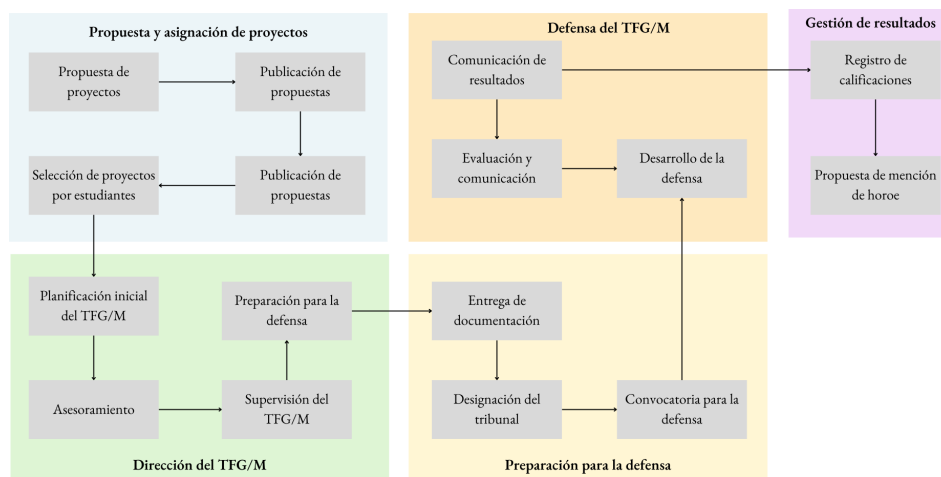 Propuesta y asignación de proyectos
Propuesta de
proyectos
Publicación de
propuestas
Selección de proyectos
por estudiantes
Publicación de
propuestas
Defensa del TFG/M
Comunicación de
resultados
Evaluación y
comunicación
Desarrollo de la
defensa
Gestión de resultados
Registro de
calificaciones
Propuesta de mención
de horoe
Planificación inicial
del TFG/M
Preparación para la
defensa
Asesoramiento
Supervisión del
TFG/M
Dirección del TFG/M
Entrega de
documentación
Designación del
tribunal
Convocatoria para la
defensa
Preparación para la defensa